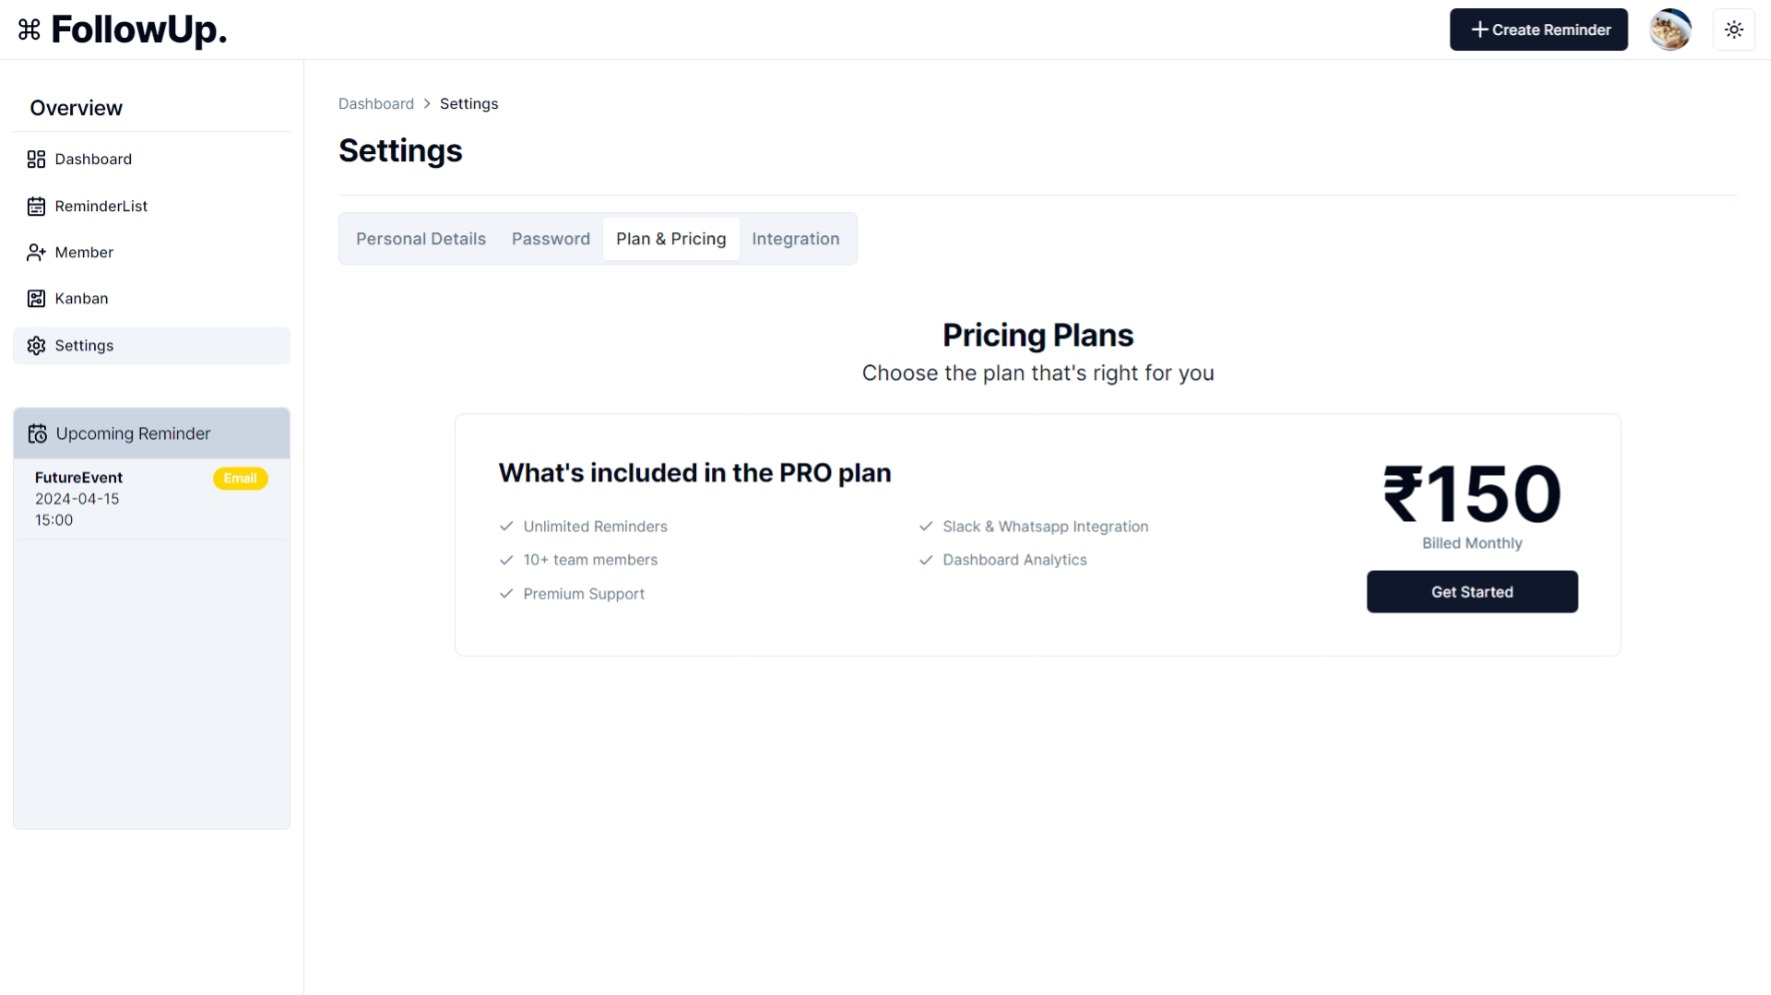 ⌘ FollowUp.
+ Create Reminder
Overview
Dashboard
ReminderList
Member
Kanban
Settings
Upcoming Reminder
FutureEvent
Email
2024-04-15
15:00
Dashboard > Settings
Settings
Personal Details
Password
Plan & Pricing
Integration
Pricing Plans
Choose the plan that's right for you
What's included in the PRO plan
Unlimited Reminders
Slack & Whatsapp Integration
10+ team members
Dashboard Analytics
Premium Support
₹150
Billed Monthly
Get Started